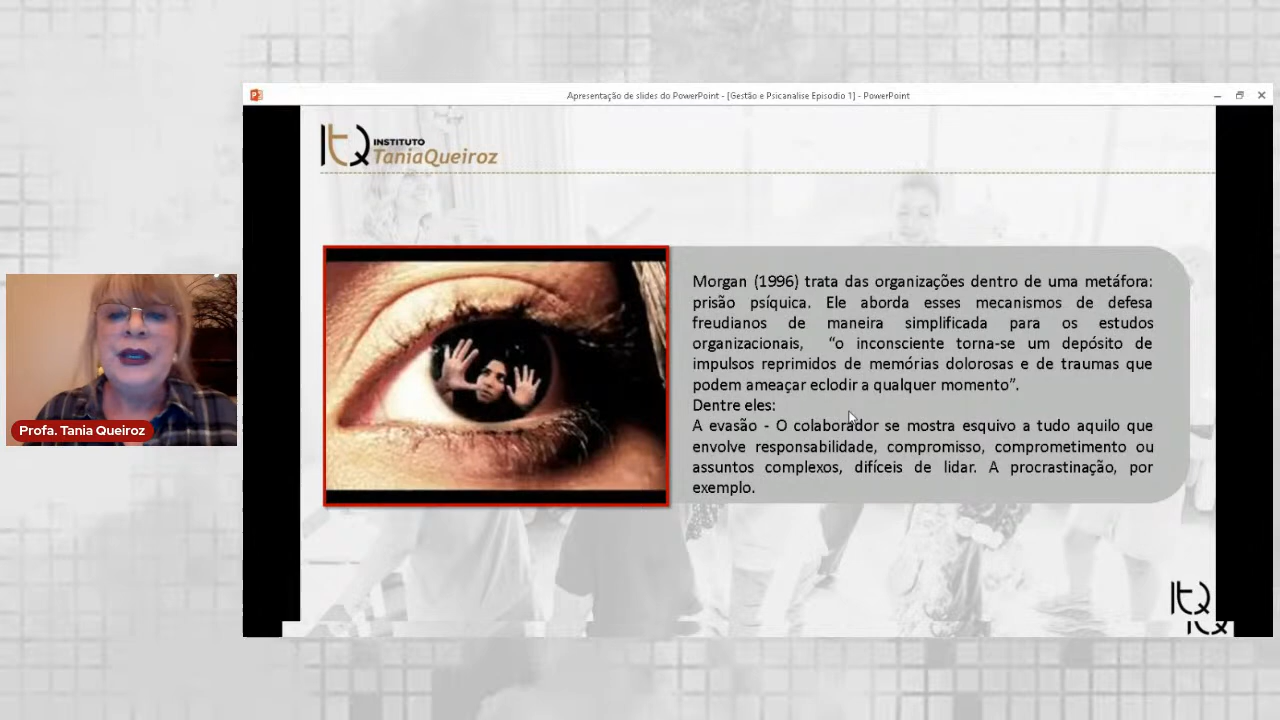 Apresentação de slides do PowerPoint - [Gestão e Psicanalise Episodio 1] - PowerPoint
INSTITUTO
TaniaQueiroz
Morgan (1996) trata das organizações dentro de uma metáfora:
prisão psíquica. Ele aborda esses mecanismos de defesa
freudianos de maneira simplificada para os estudos
organizacionais, “o inconsciente torna-se um depósito de
impulsos reprimidos de memórias dolorosas e de traumas que
podem ameaçar eclodir a qualquer momento”.
Dentre eles:
A evasão - O colaborador se mostra esquivo a tudo aquilo que
envolve responsabilidade, compromisso, comprometimento ou
assuntos complexos, difíceis de lidar. A procrastinação, por
exemplo.
Profa. Tania Queiroz